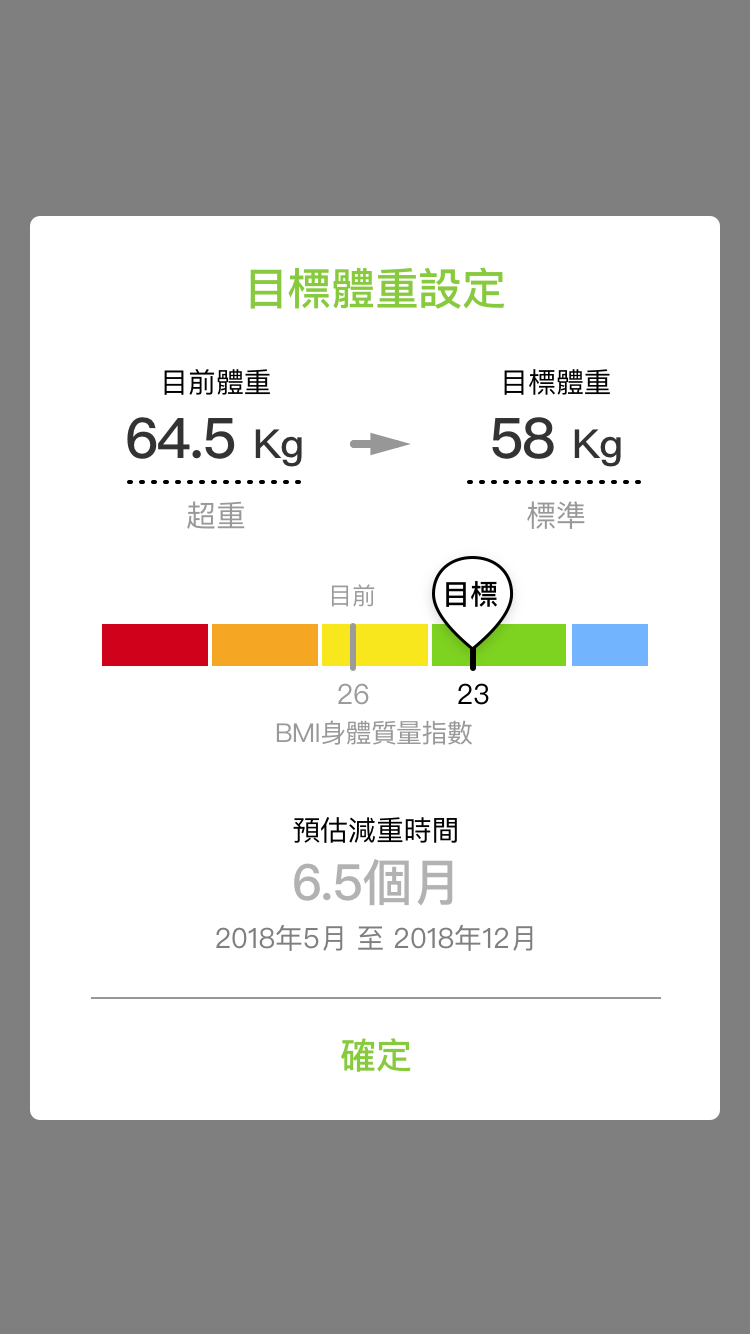 目標體重設定
目前體重 目標體重
64.5 Kg 58 Kg
超重 標準
目前 目標
26 23
BMI身體質量指數
預估減重時間
6.5個月
2018年5月 至 2018年12月
確定